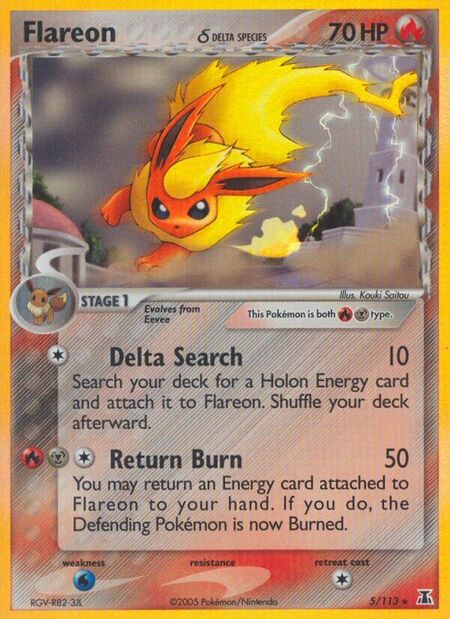 Flareon δ DELTA SPECIES 70 HP
Illus. Kouki Saitou
STAGE 1 Evolves from
Eevee
This Pokémon is both type.
Delta Search 10
Search your deck for a Holon Energy card
and attach it to Flareon. Shuffle your deck
afterward.
Return Burn 50
You may return an Energy card attached to
Flareon to your hand. If you do, the
Defending Pokémon is now Burned.
weakness resistance retreat cost
RGV-R82-3JL ©2005 Pokémon/Nintendo 5/113 ★